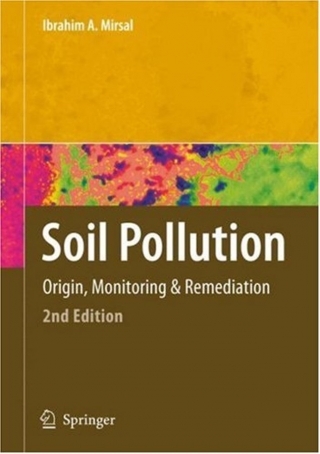 Ibrahim A. Mirsal
Soil Pollution
Origin, Monitoring & Remediation
2nd Edition
Springer